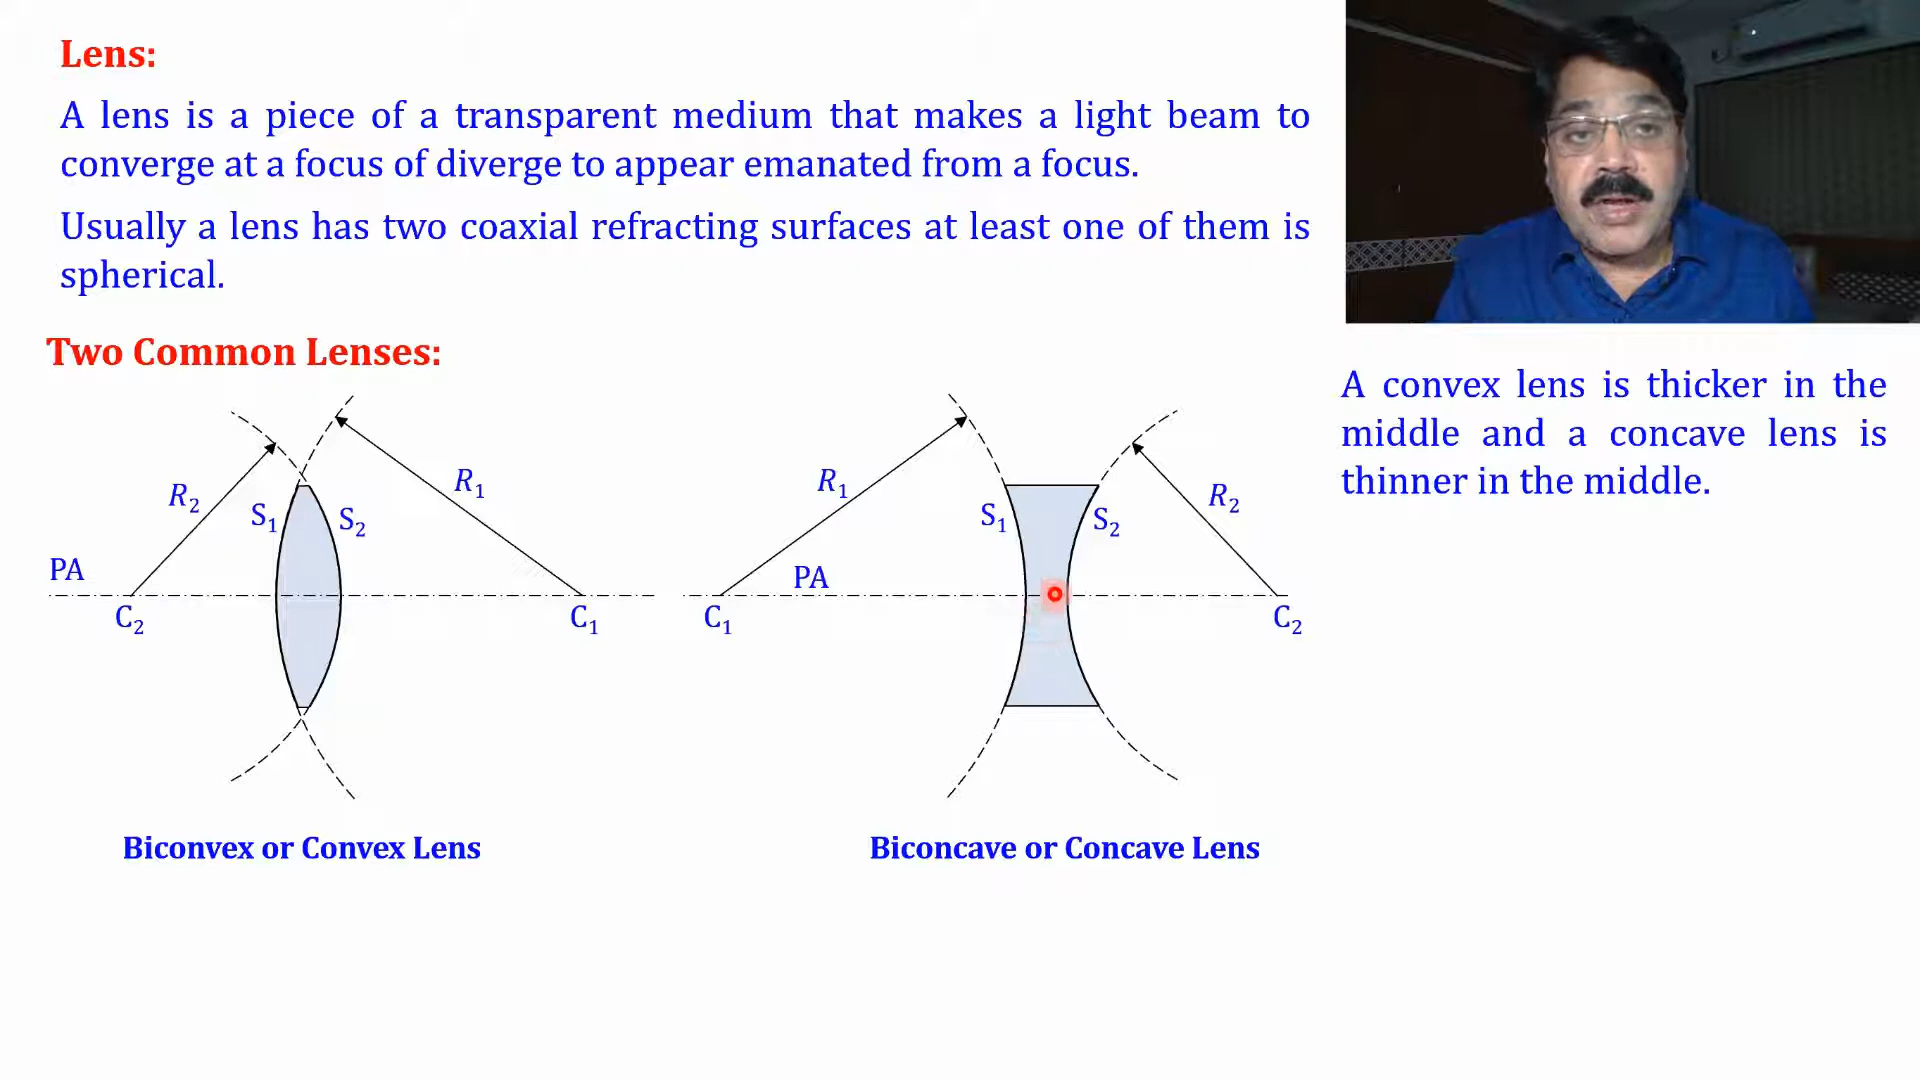 Lens:
A lens is a piece of a transparent medium that makes a light beam to
converge at a focus of diverge to appear emanated from a focus.
Usually a lens has two coaxial refracting surfaces at least one of them is
spherical.
Two Common Lenses:
A convex lens is thicker in the
middle and a concave lens is
thinner in the middle.
R₂
S₁
S₂
R₁
PA
C₂
C₁
R₁
S₁
S₂
R₂
PA
C₁
C₂
Biconvex or Convex Lens
Biconcave or Concave Lens